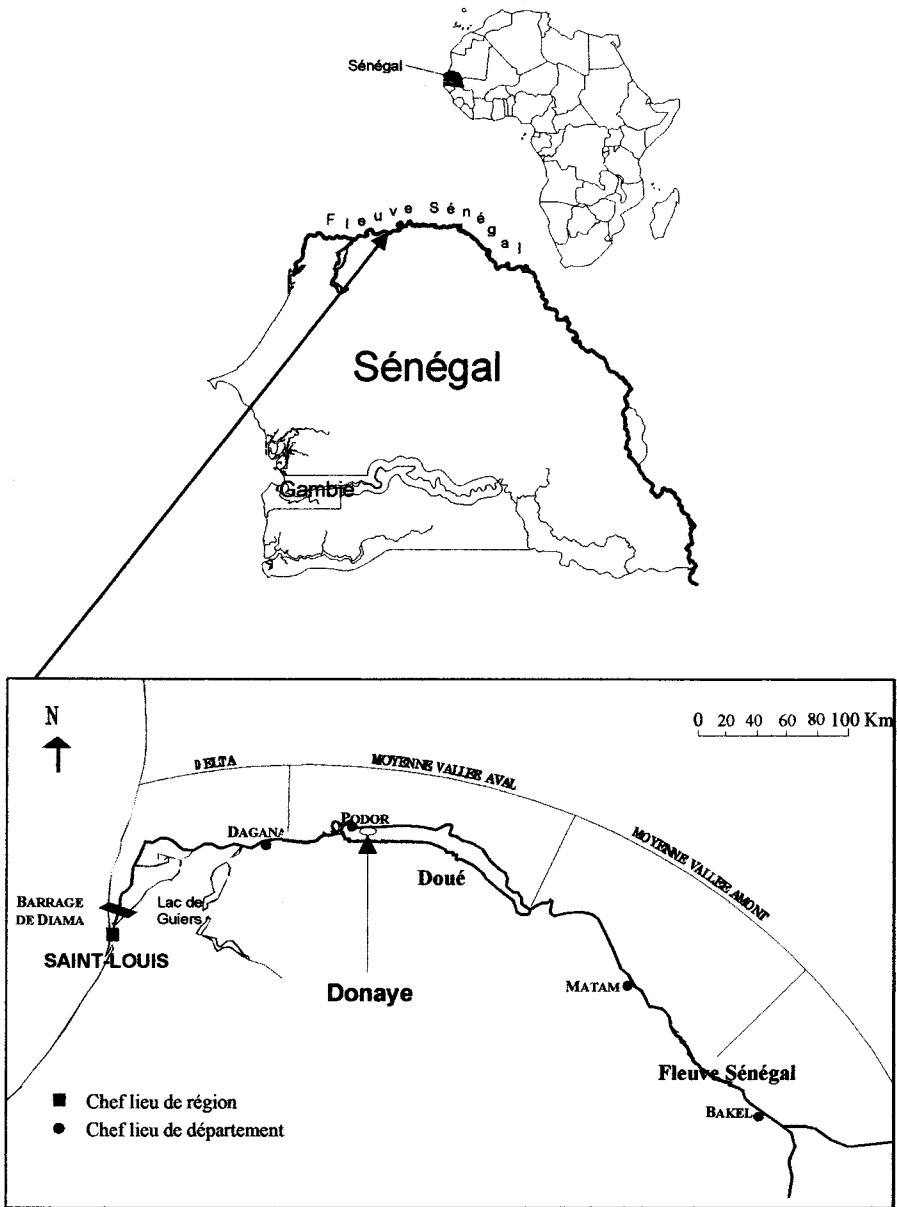 Sénégal
Fleuve Sénégal
Sénégal
Gambie
N
0 20 40 60 80 100 Km
DELTA
MOYENNE VALLEE AVAL
MOYENNE VALLEE AMONT
PODOR
DAGANA
Doué
BARRAGE
DE DIAMA
Lac de
Guiers
SAINT-LOUIS
Donaye
MATAM
Fleuve Sénégal
BAKEL
Chef lieu de région
Chef lieu de département